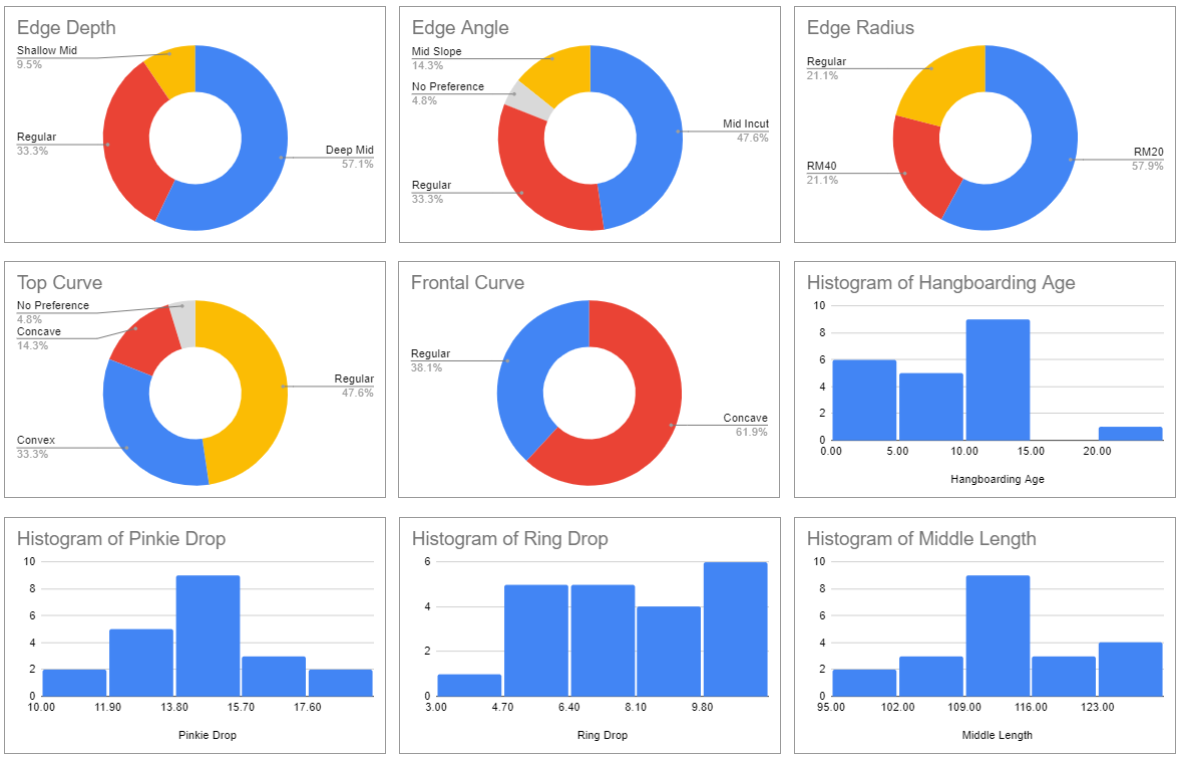 Edge Depth
Shallow Mid
9.5%
Regular
33.3%
Deep Mid
57.1%
Edge Angle
Mid Slope
14.3%
No Preference
4.8%
Mid Incut
47.6%
Regular
33.3%
Edge Radius
Regular
21.1%
RM40
21.1%
RM20
57.9%
Top Curve
No Preference
4.8%
Concave
14.3%
Regular
47.6%
Convex
33.3%
Frontal Curve
Regular
38.1%
Concave
61.9%
Histogram of Hangboarding Age
10
8
6
4
2
0
0.00 5.00 10.00 15.00 20.00
Hangboarding Age
Histogram of Pinkie Drop
10
8
6
4
2
0
10.00 11.90 13.80 15.70 17.60
Pinkie Drop
Histogram of Ring Drop
6
4
2
0
3.00 4.70 6.40 8.10 9.80
Ring Drop
Histogram of Middle Length
10
8
6
4
2
0
95.00 102.00 109.00 116.00 123.00
Middle Length